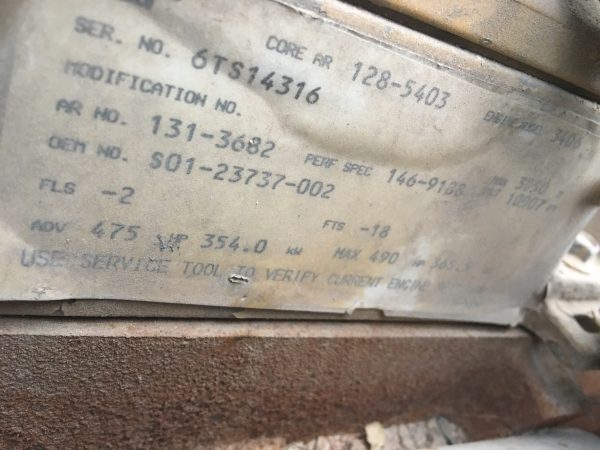 SER. NO. 6TS14316 CORE AR 128-5403
MODIFICATION NO.
AR NO. 131-3682 PERF SPEC 146-9188
OEM NO. S01-23737-002
FLS -2 FTS -18
ADV 475 HP 354.0 kW MAX 490 HP 365.
USE SERVICE TOOL TO VERIFY CURRENT ENGINE